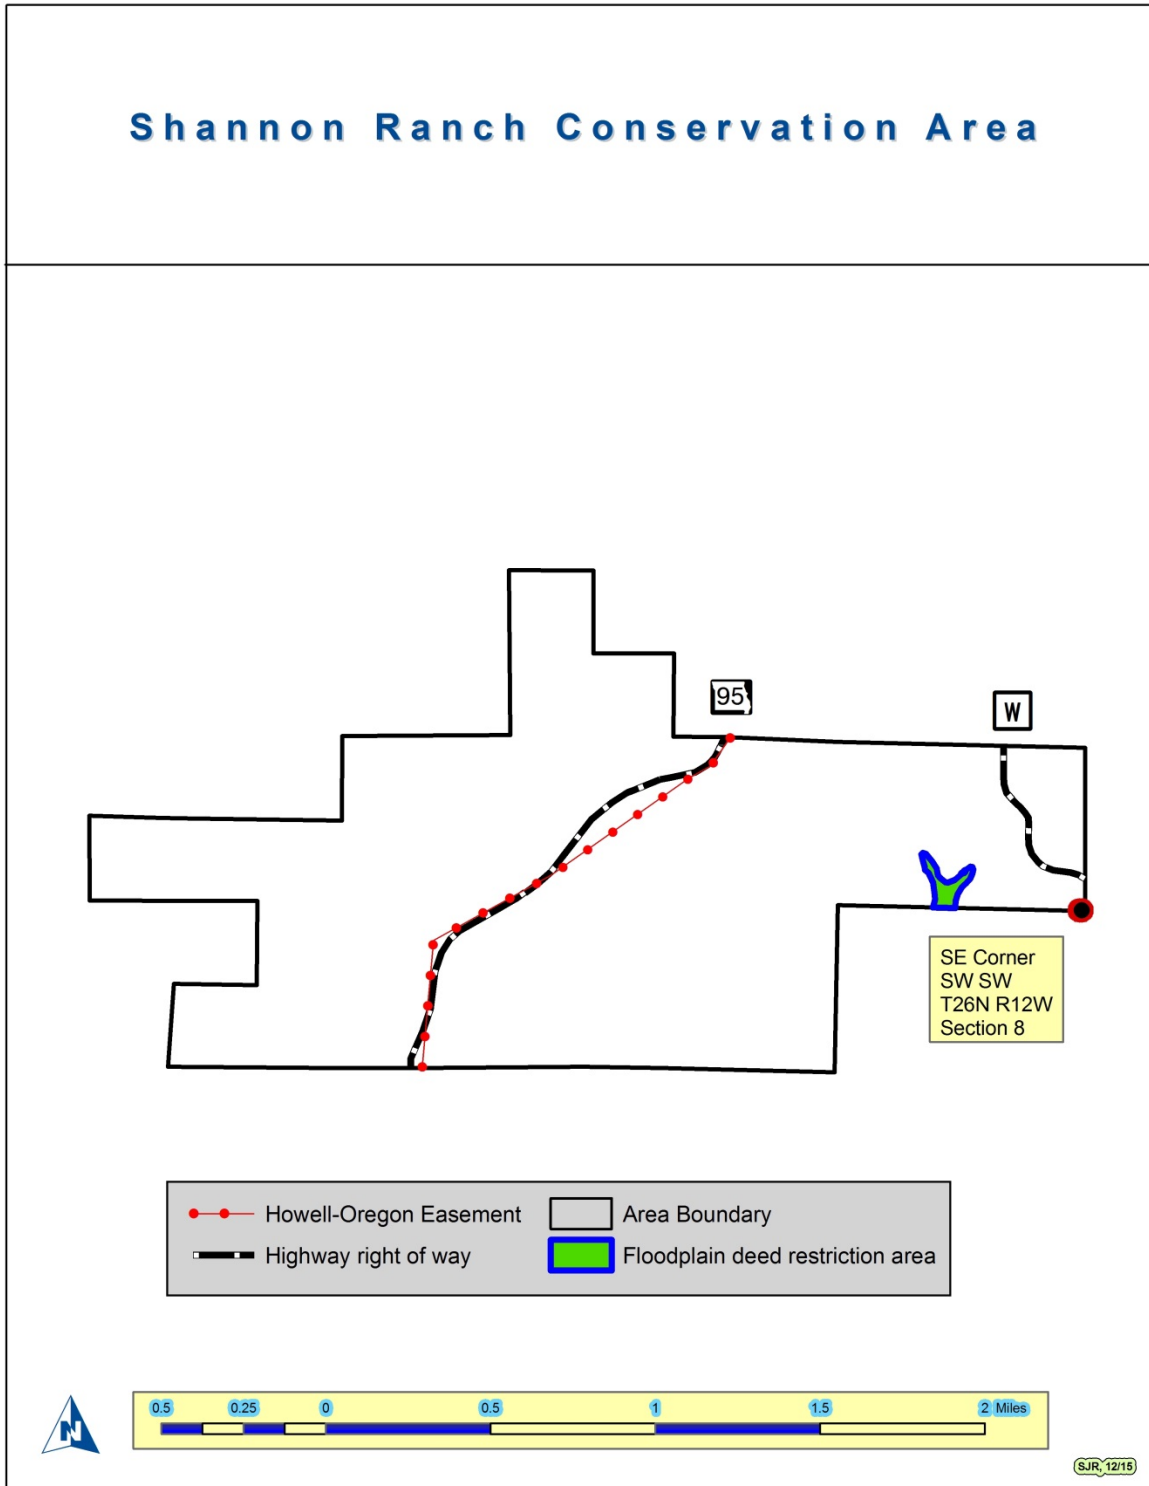 Shannon Ranch Conservation Area
95
W
SE Corner
SW SW
T26N R12W
Section 8
Howell-Oregon Easement
Area Boundary
Highway right of way
Floodplain deed restriction area
N
0.5 0.25 0 0.5 1 1.5 2 Miles
SJR, 12/15